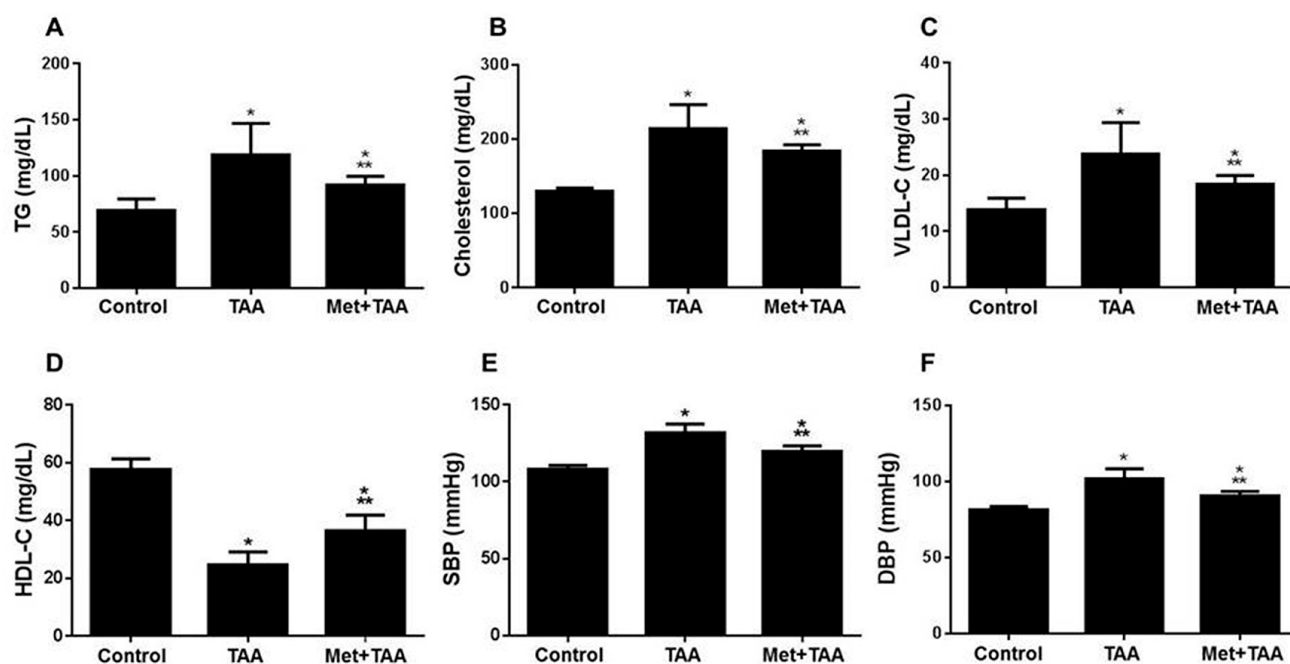 A
TG (mg/dL)
200
150
100
50
0
*
*
**
Control TAA Met+TAA
B
Cholesterol (mg/dL)
300
200
100
0
*
*
**
Control TAA Met+TAA
C
VLDL-C (mg/dL)
40
30
20
10
0
*
*
**
Control TAA Met+TAA
D
HDL-C (mg/dL)
80
60
40
20
0
*
*
**
Control TAA Met+TAA
E
SBP (mmHg)
150
100
50
0
*
*
**
Control TAA Met+TAA
F
DBP (mmHg)
150
100
50
0
*
*
**
Control TAA Met+TAA